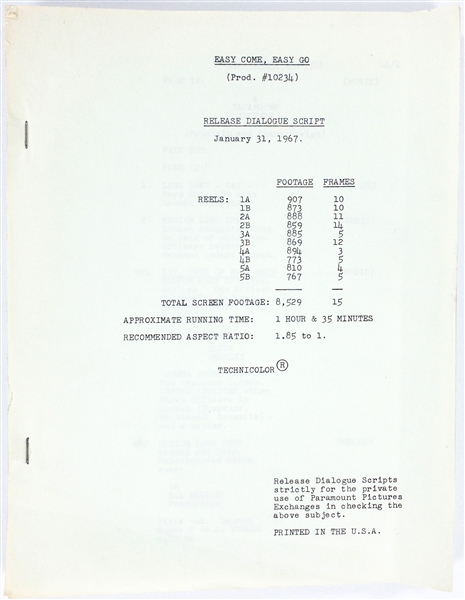 EASY COME, EASY GO
(Prod. #10234)
RELEASE DIALOGUE SCRIPT
January 31, 1967.
FOOTAGE FRAMES
REELS: 1A 907 10
1B 873 10
2A 888 11
2B 859 14
3A 885 5
3B 869 12
4A 894 3
4B 773 5
5A 810 4
5B 767 5
TOTAL SCREEN FOOTAGE: 8,529 15
APPROXIMATE RUNNING TIME: 1 HOUR & 35 MINUTES
RECOMMENDED ASPECT RATIO: 1.85 to 1.
TECHNICOLOR ®
Release Dialogue Scripts
strictly for the private
use of Paramount Pictures
Exchanges in checking the
above subject.
PRINTED IN THE U.S.A.